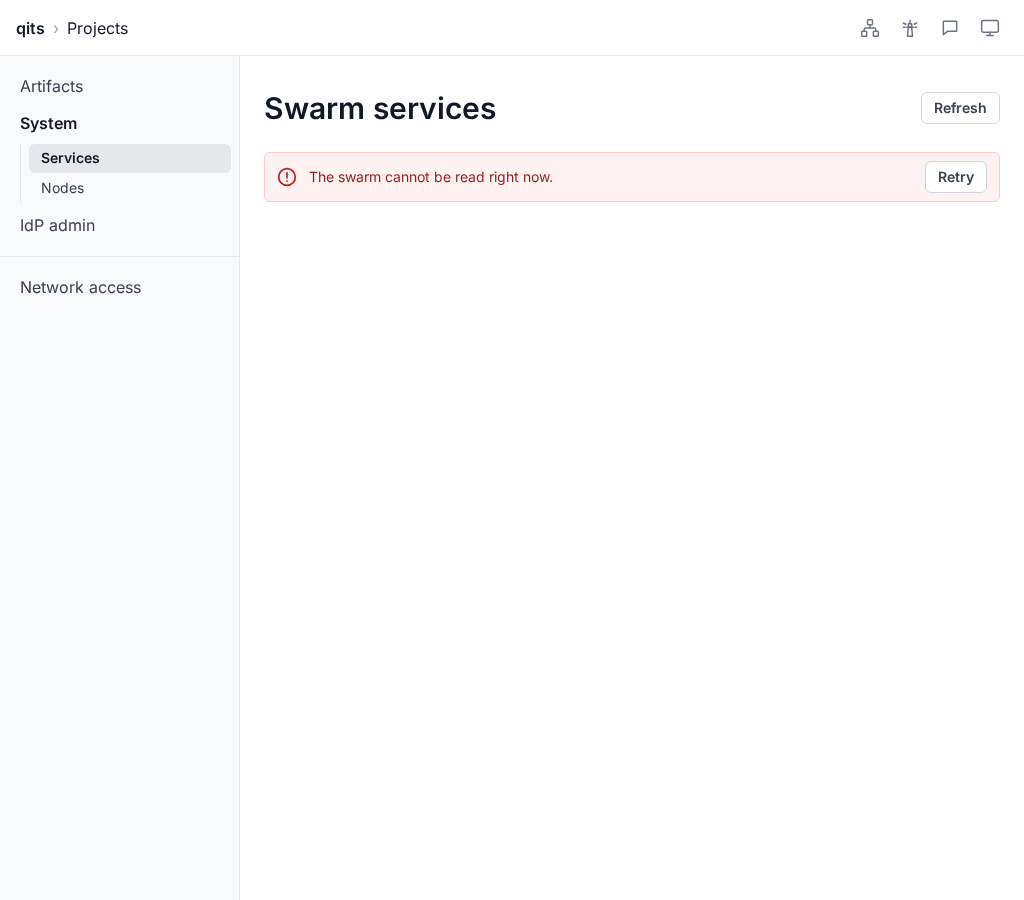 qits › Projects
Artifacts
System
Services
Nodes
IdP admin
Network access
Swarm services
Refresh
The swarm cannot be read right now.
Retry